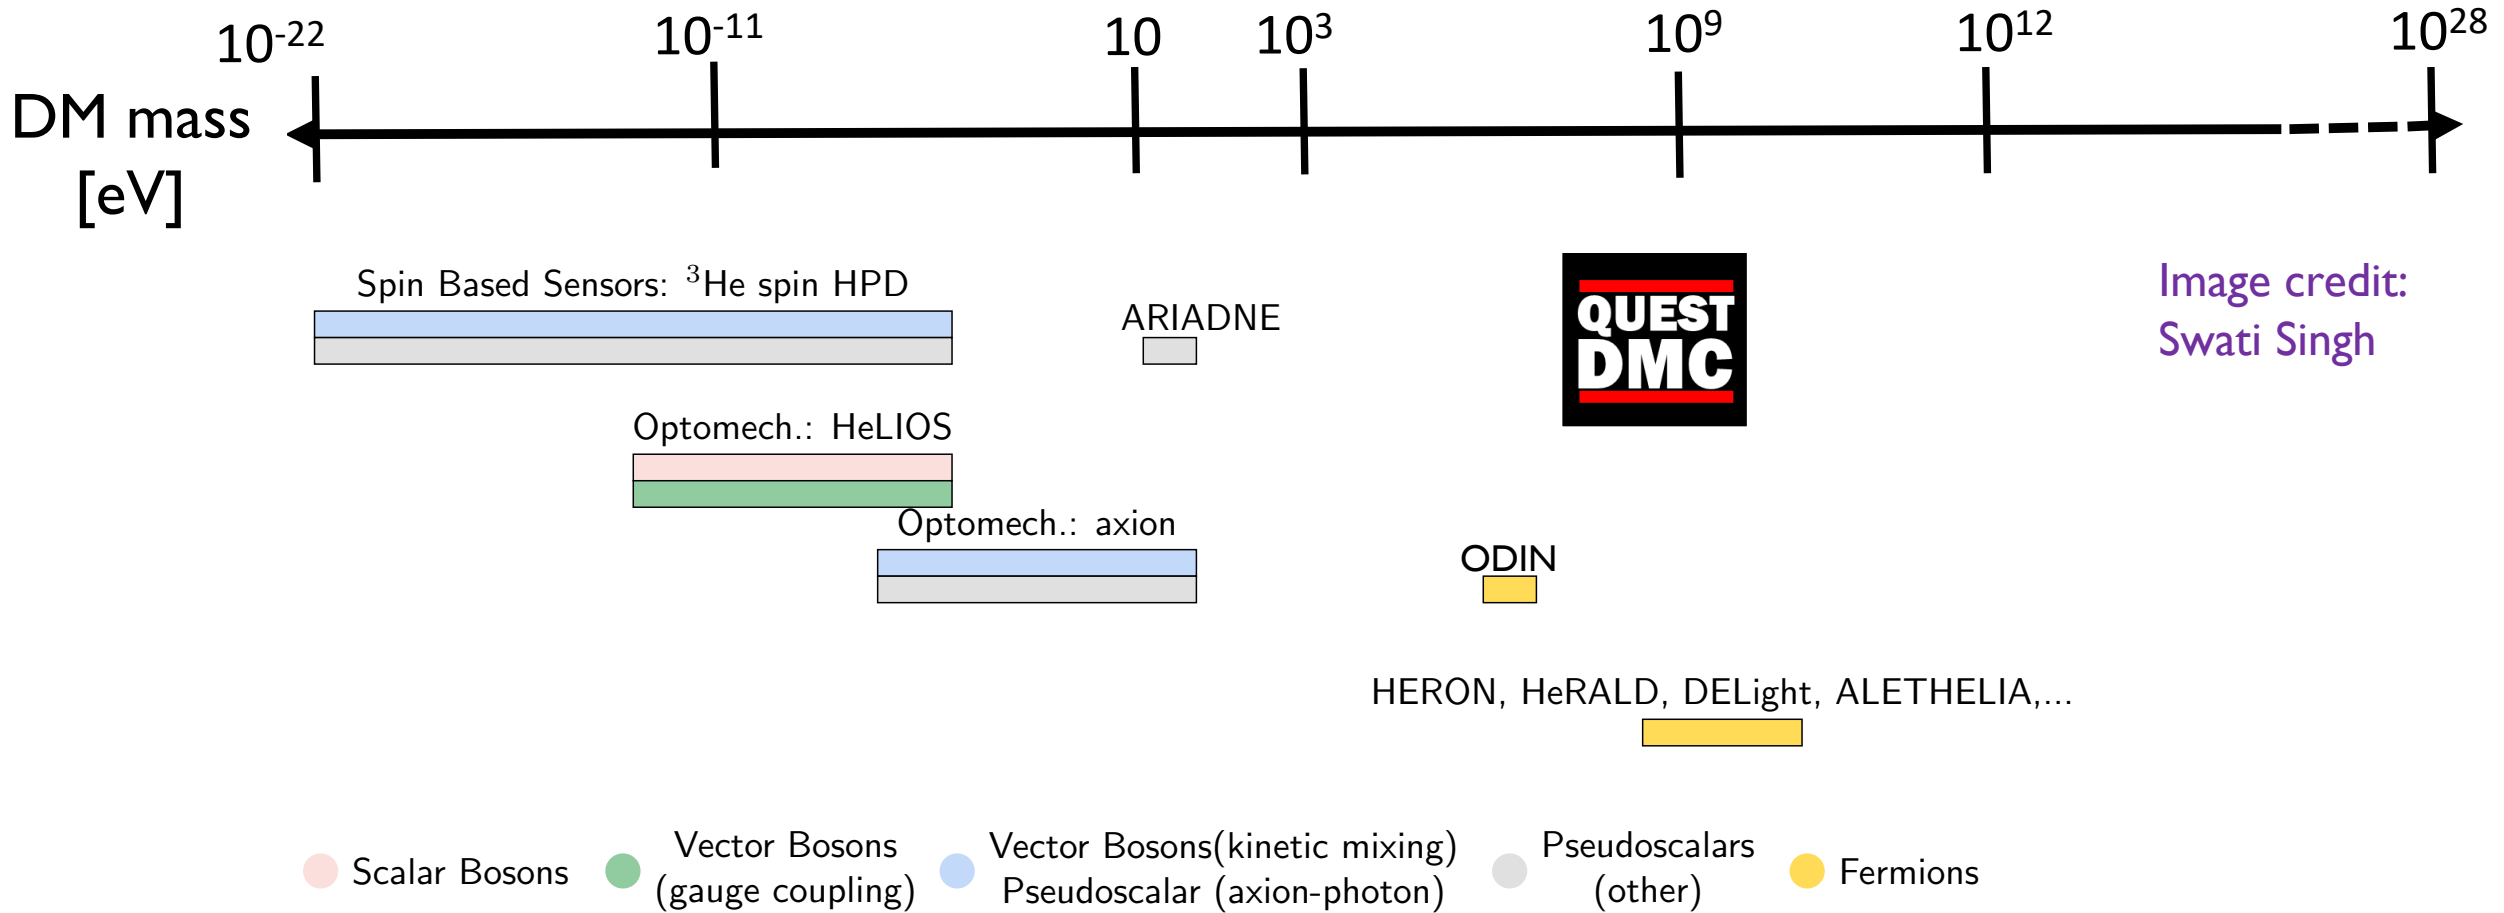 10-22 10-11 10 10³ 10⁹ 10¹² 10²⁸
DM mass
[eV]
Spin Based Sensors: ³He spin HPD
ARIADNE
QUEST
DMC
Image credit:
Swati Singh
Optomech.: HeLIOS
Optomech.: axion
ODIN
HERON, HeRALD, DELight, ALETHELIA,...
Scalar Bosons
Vector Bosons
(gauge coupling)
Vector Bosons(kinetic mixing)
Pseudoscalar (axion-photon)
Pseudoscalars
(other)
Fermions